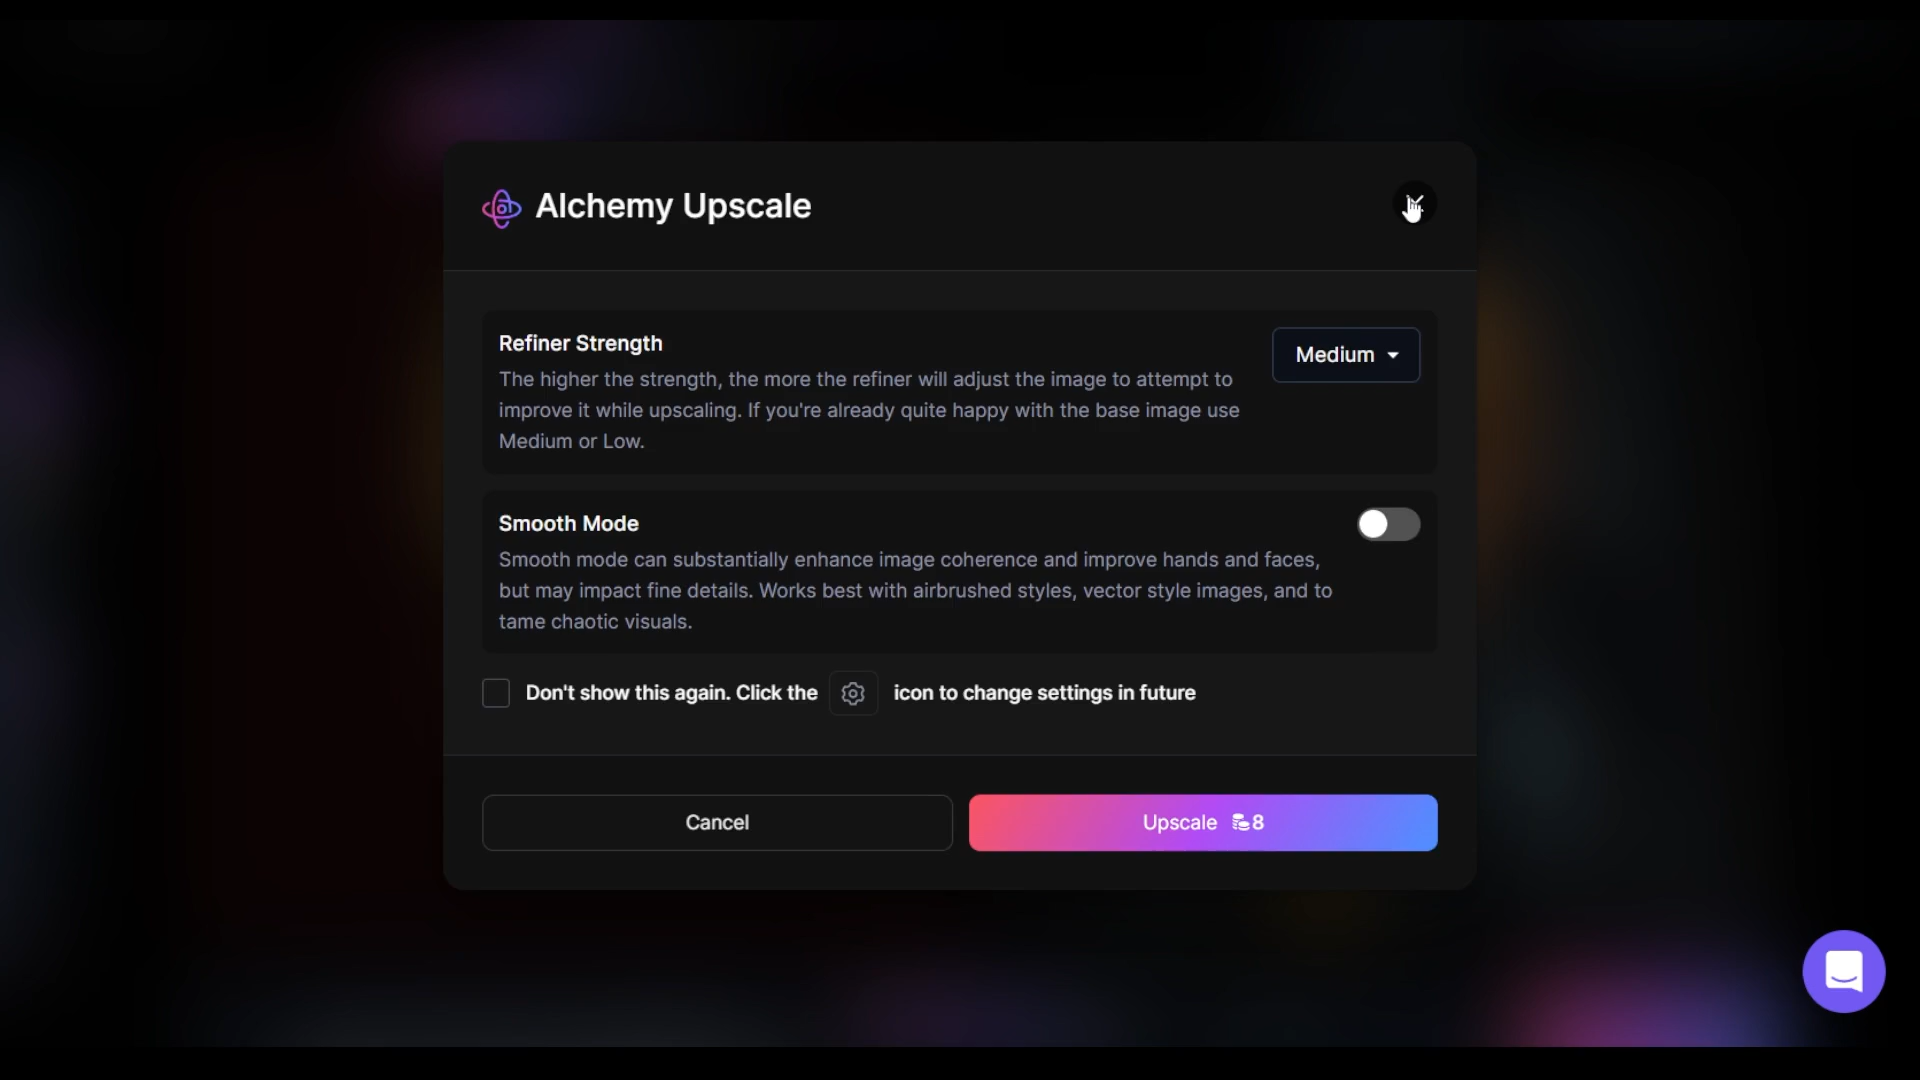 Alchemy Upscale
Refiner Strength
Medium
The higher the strength, the more the refiner will adjust the image to attempt to
improve it while upscaling. If you're already quite happy with the base image use
Medium or Low.
Smooth Mode
Smooth mode can substantially enhance image coherence and improve hands and faces,
but may impact fine details. Works best with airbrushed styles, vector style images, and to
tame chaotic visuals.
Don't show this again. Click the icon to change settings in future
Cancel
Upscale 8